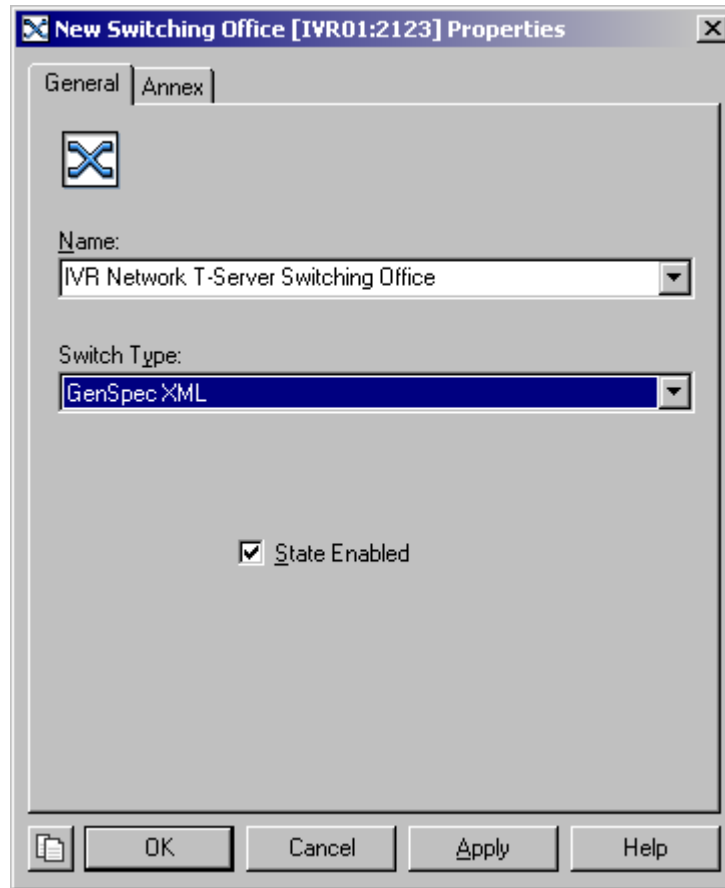 New Switching Office [IVR01:2123] Properties
General Annex
Name:
IVR Network T-Server Switching Office
Switch Type:
GenSpec XML
State Enabled
OK Cancel Apply Help